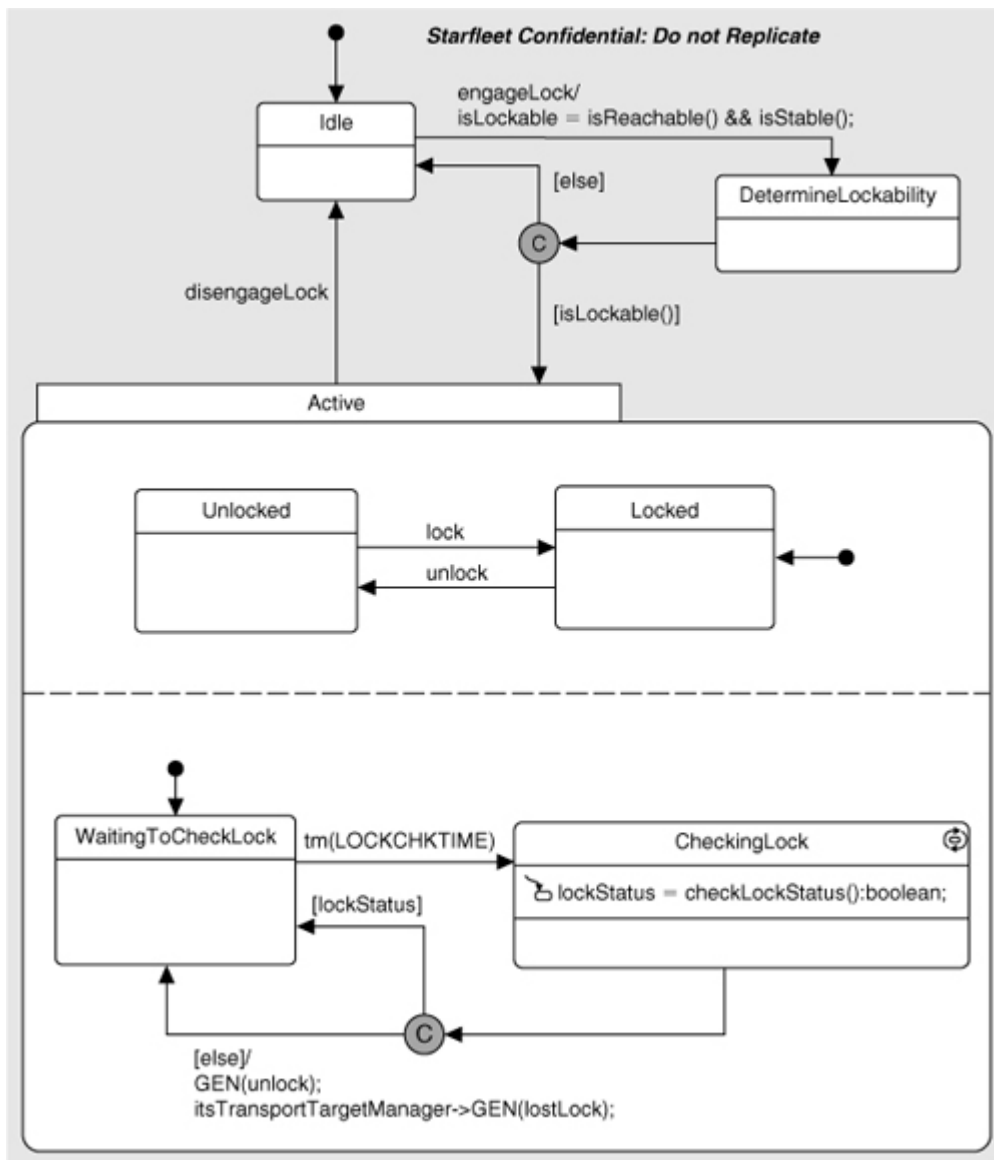 Starfleet Confidential: Do not Replicate
engageLock/
isLockable = isReachable() && isStable();
Idle
[else]
DetermineLockability
C
disengageLock
[isLockable()]
Active
Unlocked
Locked
lock
unlock
WaitingToCheckLock
tm(LOCKCHKTIME)
CheckingLock
lockStatus = checkLockStatus():boolean;
[lockStatus]
C
[else]/
GEN(unlock);
itsTransportTargetManager->GEN(lostLock);